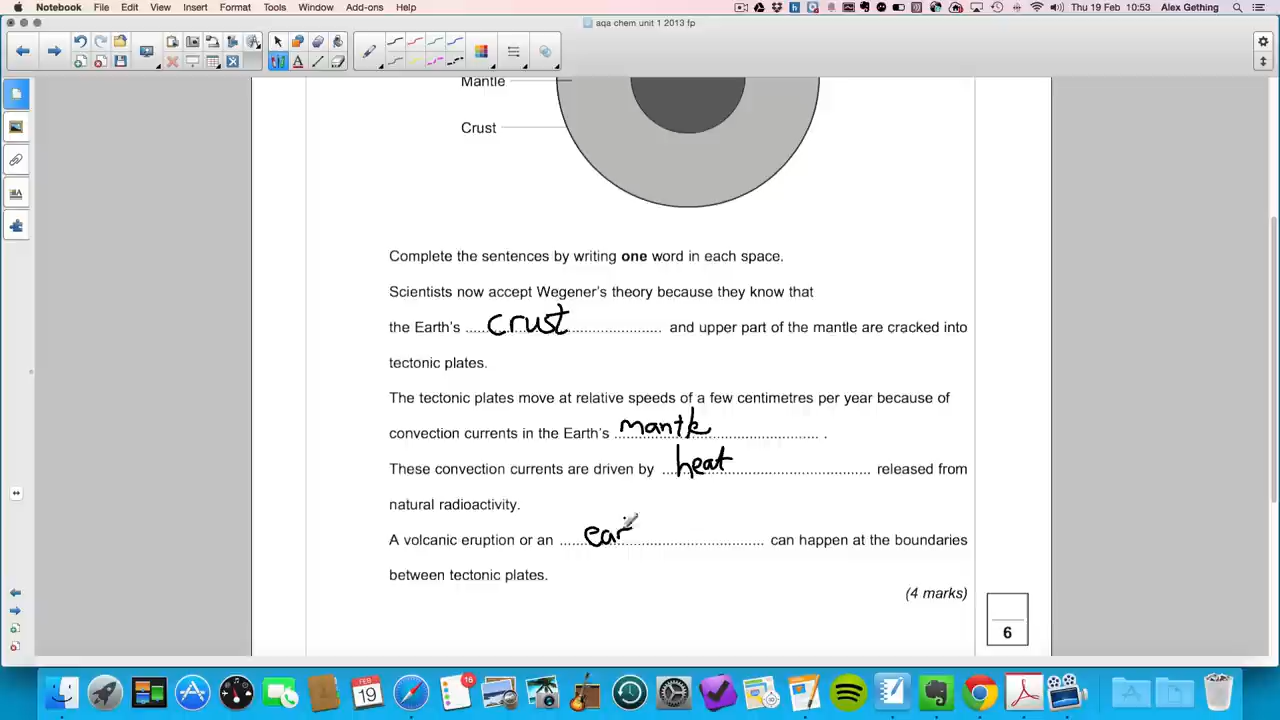 Notebook File Edit View Insert Format Tools Window Add-ons Help Thu 19 Feb 10:53 Alex Gething
aqa chem unit 1 2013 fp
Mantle
Crust
Complete the sentences by writing one word in each space.
Scientists now accept Wegener's theory because they know that
the Earth's crust and upper part of the mantle are cracked into
tectonic plates.
The tectonic plates move at relative speeds of a few centimetres per year because of
convection currents in the Earth's mantle .
These convection currents are driven by heat released from
natural radioactivity.
A volcanic eruption or an ear can happen at the boundaries
between tectonic plates.
(4 marks)
6
FEB
19
16